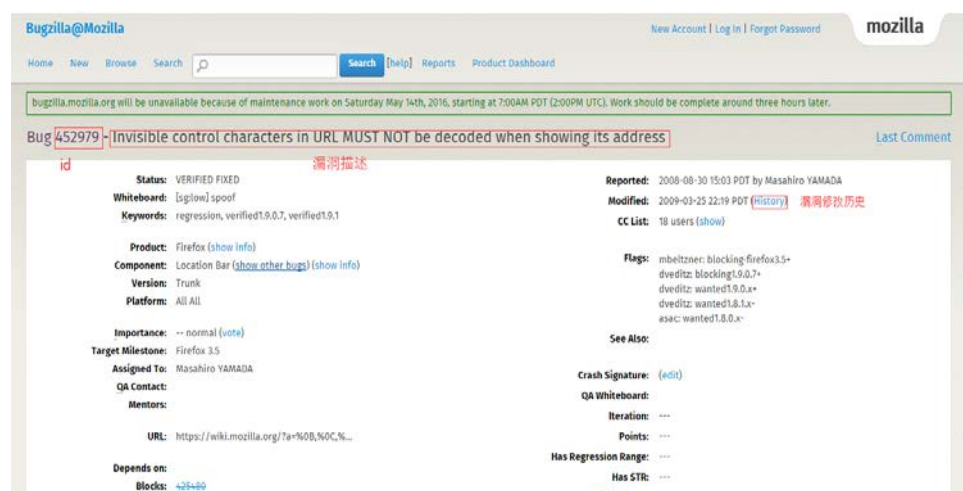 Bugzilla@Mozilla
New Account | Log In | Forgot Password
mozilla
Home New Browse Search Search [help] Reports Product Dashboard
bugzilla.mozilla.org will be unavailable because of maintenance work on Saturday May 14th, 2016, starting at 7:00AM PDT (2:00PM UTC). Work should be complete around three hours later.
Bug 452979 - Invisible control characters in URL MUST NOT be decoded when showing its address
Last Comment
id
漏洞描述
Status: VERIFIED FIXED
Whiteboard: [sg:low] spoof
Keywords: regression, verified1.9.0.7, verified1.9.1
Product: Firefox (show info)
Component: Location Bar (show other bugs) (show info)
Version: Trunk
Platform: All All
Importance: -- normal (vote)
Target Milestone: Firefox 3.5
Assigned To: Masahiro YAMADA
QA Contact:
Mentors:
URL: https://wiki.mozilla.org/?a=%0B,%0C,%...
Depends on:
Blocks: 425480
Reported: 2008-08-30 15:03 PDT by Masahiro YAMADA
Modified: 2009-03-25 22:19 PDT (History) 漏洞修改历史
CC List: 18 users (show)
Flags: mbeltzner: blocking-firefox3.5+
dveditz: blocking1.9.0.7+
dveditz: wanted1.9.0.x+
dveditz: wanted1.8.1.x-
asac: wanted1.8.0.x-
See Also:
Crash Signature: (edit)
QA Whiteboard:
Iteration: ---
Points: ---
Has Regression Range: ---
Has STR: ---